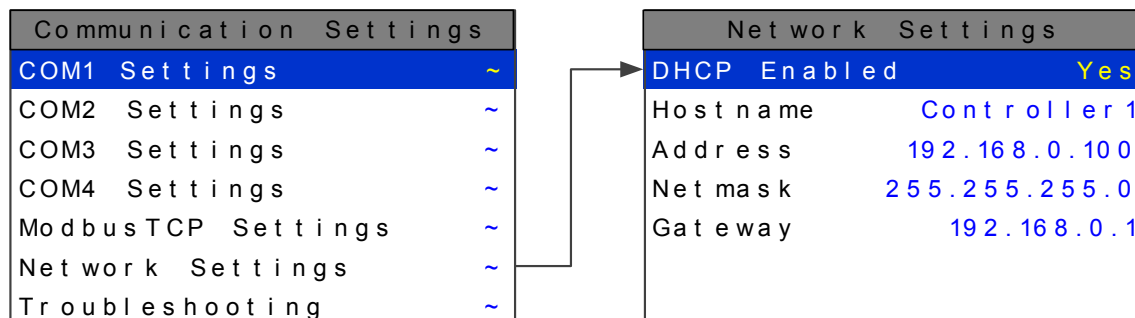 Communication Settings
COM1 Settings ~
COM2 Settings ~
COM3 Settings ~
COM4 Settings ~
ModbusTCP Settings ~
Network Settings ~
Troubleshooting ~
Network Settings
DHCP Enabled Yes
Hostname Controller1
Address 192.168.0.100
Netmask 255.255.255.0
Gateway 192.168.0.1